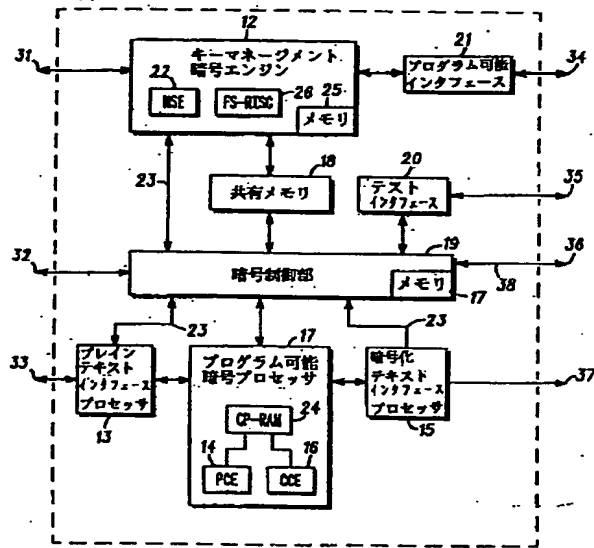 12
31
キーマネージメント
暗号エンジン
22
NSE
26
FS-RISC
25
メモリ
21
プログラム可能
インタフェース
34
23
18
共有メモリ
20
テスト
インタフェース
35
32
19
暗号制御部
メモリ
36
38
17
23
23
33
プレイン
テキスト
インタフェース
プロセッサ
13
17
プログラム可能
暗号プロセッサ
CP-RAM
24
14
PCE
16
CCE
暗号化
テキスト
インタフェース
プロセッサ
15
37